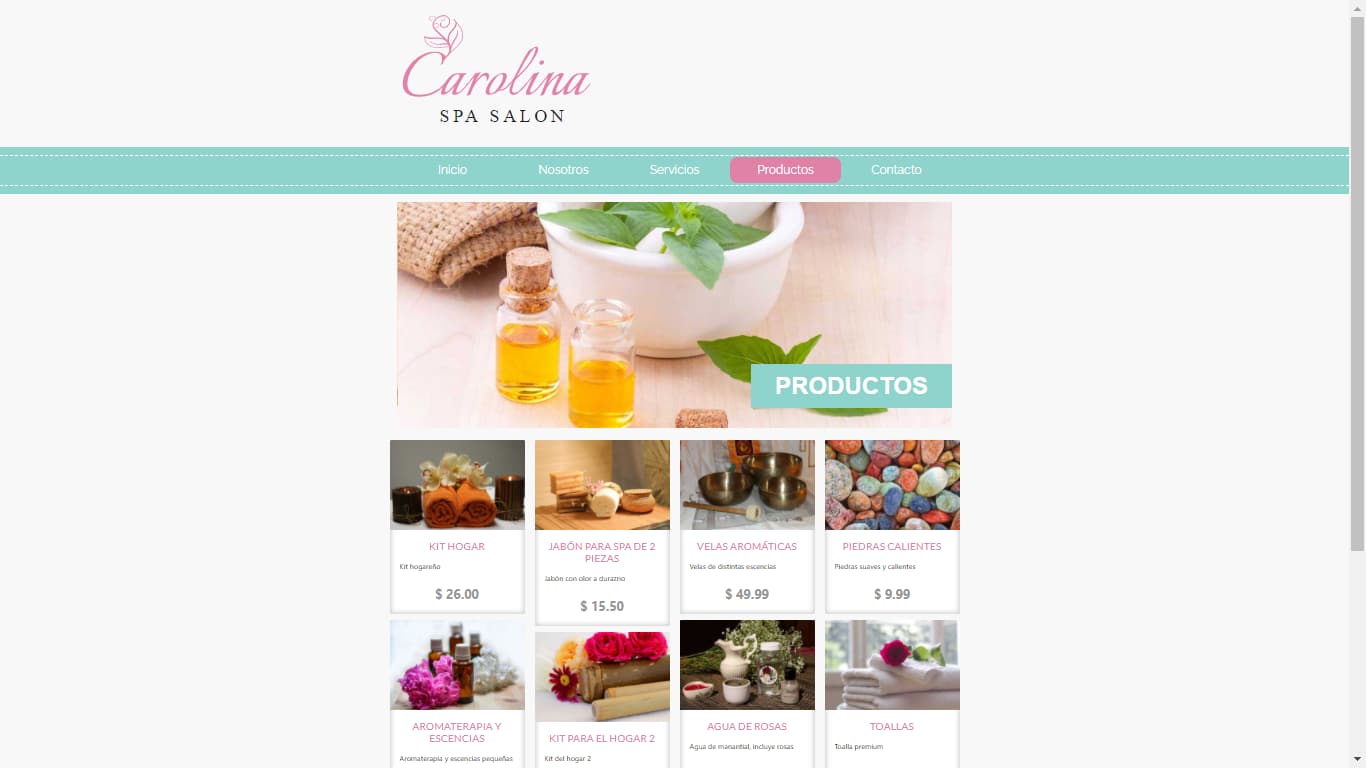 Carolina
SPA SALON
Inicio
Nosotros
Servicios
Productos
Contacto
PRODUCTOS
KIT HOGAR
Kit hogareño
$ 26.00
JABÓN PARA SPA DE 2
PIEZAS
Jabón con olor a durazno
$ 15.50
VELAS AROMÁTICAS
Velas de distintas escencias
$ 49.99
PIEDRAS CALIENTES
Piedras suaves y calientes
$ 9.99
AROMATERAPIA Y
ESCENCIAS
Aromaterapia y escencias pequeñas
KIT PARA EL HOGAR 2
Kit del hogar 2
AGUA DE ROSAS
Agua de manantial, incluye rosas
TOALLAS
Toalla premium